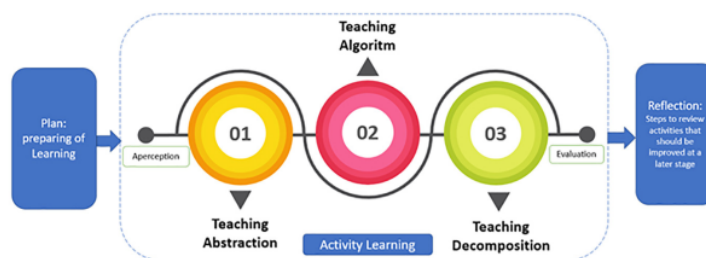 Plan:
preparing of
Learning
Aperception
01
Teaching
Abstraction
Teaching
Algoritm
02
03
Teaching
Decomposition
Evaluation
Activity Learning
Reflection:
Steps to review
activities that
should be
improved at a
later stage